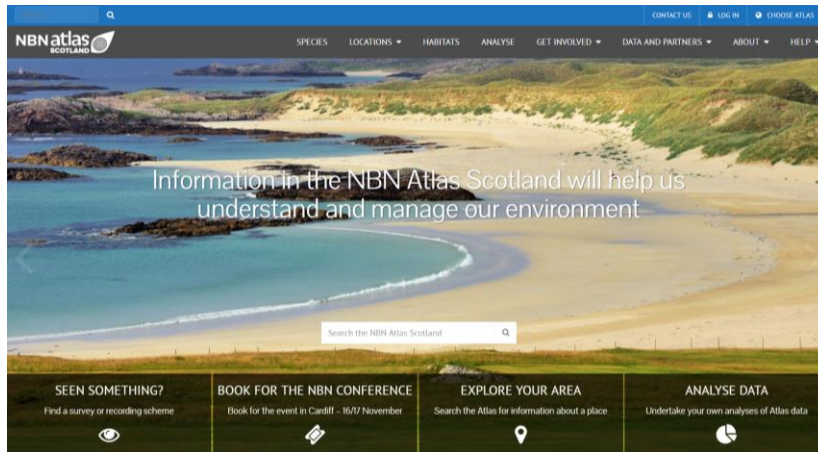 CONTACT US LOG IN CHOOSE ATLAS
NBN atlas
SCOTLAND
SPECIES LOCATIONS HABITATS ANALYSE GET INVOLVED DATA AND PARTNERS ABOUT HELP
Information in the NBN Atlas Scotland will help us
understand and manage our environment
Search the NBN Atlas Scotland
SEEN SOMETHING? BOOK FOR THE NBN CONFERENCE EXPLORE YOUR AREA ANALYSE DATA
Find a survey or recording scheme Book for the event in Cardiff - 16/17 November Search the Atlas for information about a place Undertake your own analyses of Atlas data